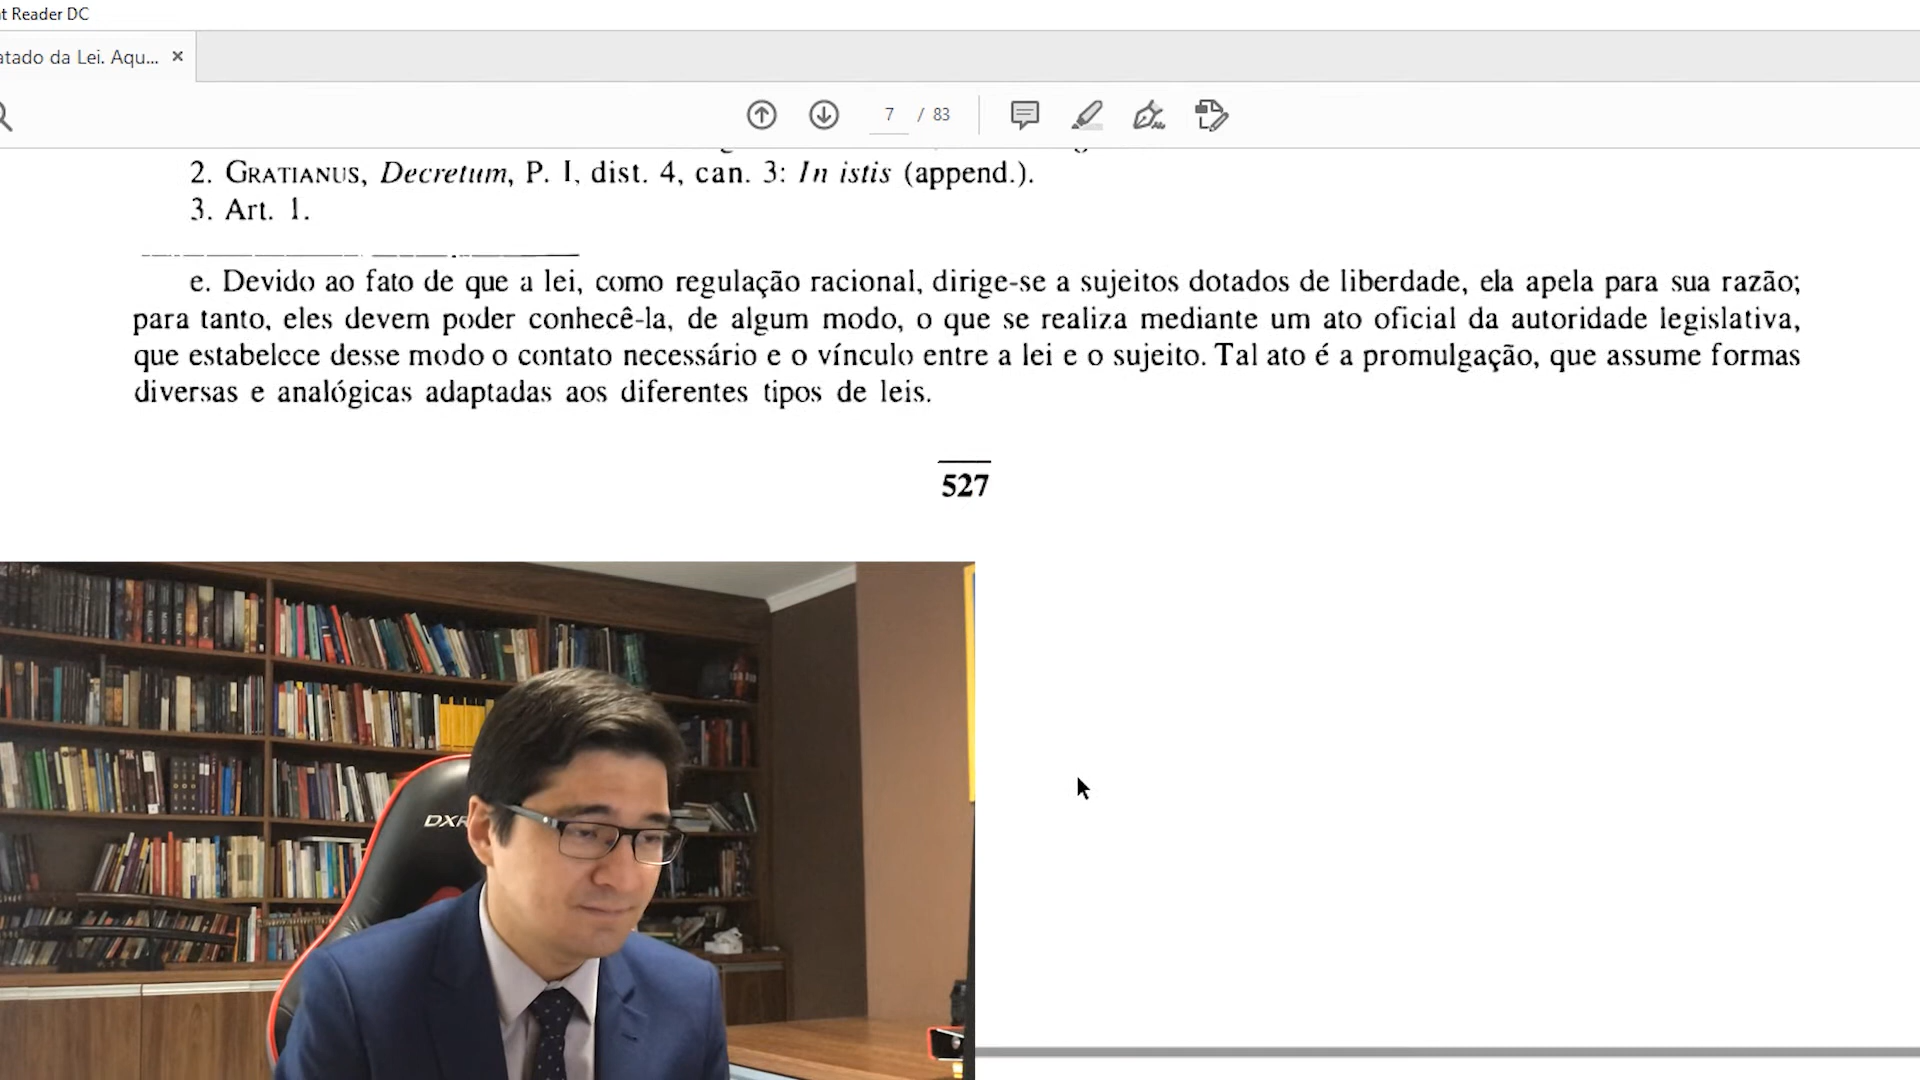 t Reader DC
atado da Lei. Aqu...
7 / 83
2. GRATIANUS, Decretum, P. I, dist. 4, can. 3: In istis (append.).
3. Art. 1.
e. Devido ao fato de que a lei, como regulação racional, dirige-se a sujeitos dotados de liberdade, ela apela para sua razão;
para tanto, eles devem poder conhecê-la, de algum modo, o que se realiza mediante um ato oficial da autoridade legislativa,
que estabelece desse modo o contato necessário e o vínculo entre a lei e o sujeito. Tal ato é a promulgação, que assume formas
diversas e analógicas adaptadas aos diferentes tipos de leis.
527
DXR